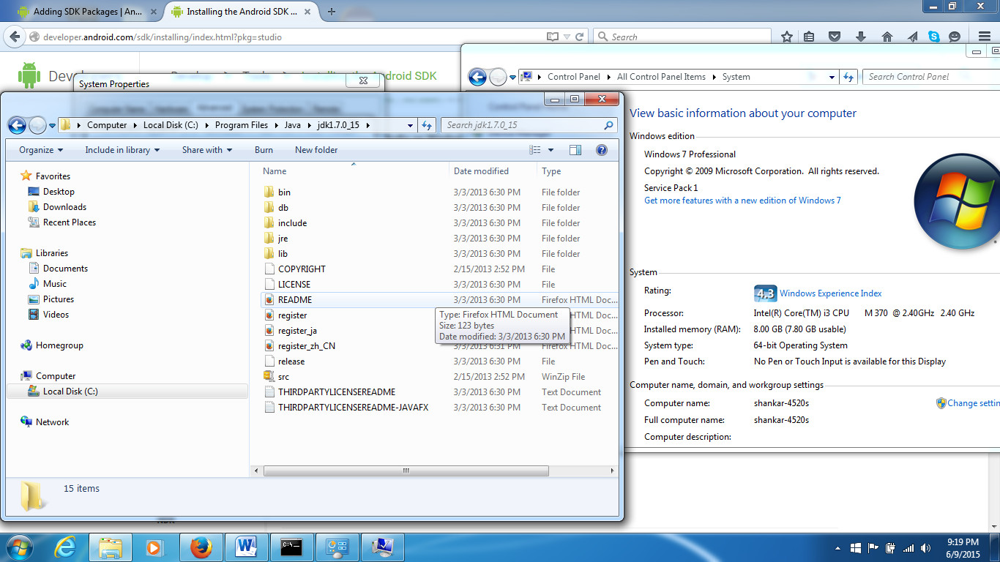 Adding SDK Packages | An...
Installing the Android SDK ...
developer.android.com/sdk/installing/index.html?pkg=studio
Search
Installing the Android SDK
System Properties
Control Panel All Control Panel Items System
Search Control Panel
Computer Local Disk (C:) Program Files Java jdk1.7.0_15
Search jdk1.7.0_15
Organize Include in library Share with Burn New folder
Favorites
Desktop
Downloads
Recent Places
Libraries
Documents
Music
Pictures
Videos
Homegroup
Computer
Local Disk (C:)
Network
Name Date modified Type
bin 3/3/2013 6:30 PM File folder
db 3/3/2013 6:30 PM File folder
include 3/3/2013 6:30 PM File folder
jre 3/3/2013 6:30 PM File folder
lib 3/3/2013 6:30 PM File folder
COPYRIGHT 2/15/2013 2:52 PM File
LICENSE 3/3/2013 6:30 PM File
README 3/3/2013 6:30 PM Firefox HTML Doc...
register HTML Doc...
register_ja HTML Doc...
register_zh_CN 3/3/2013 6:31 PM Firefox HTML Doc...
release 3/3/2013 6:30 PM File
src 2/15/2013 2:52 PM WinZip File
THIRDPARTYLICENSEREADME 3/3/2013 6:30 PM Text Document
THIRDPARTYLICENSEREADME-JAVAFX 3/3/2013 6:30 PM Text Document
Type: Firefox HTML Document
Size: 123 bytes
Date modified: 3/3/2013 6:30 PM
15 items
View basic information about your computer
Windows edition
Windows 7 Professional
Copyright © 2009 Microsoft Corporation. All rights reserved.
Service Pack 1
Get more features with a new edition of Windows 7
System
Rating: 4.3 Windows Experience Index
Processor: Intel(R) Core(TM) i3 CPU M 370 @ 2.40GHz 2.40 GHz
Installed memory (RAM): 8.00 GB (7.80 GB usable)
System type: 64-bit Operating System
Pen and Touch: No Pen or Touch Input is available for this Display
Computer name, domain, and workgroup settings
Computer name: shankar-4520s
Change settin
Full computer name: shankar-4520s
Computer description:
9:19 PM
6/9/2015